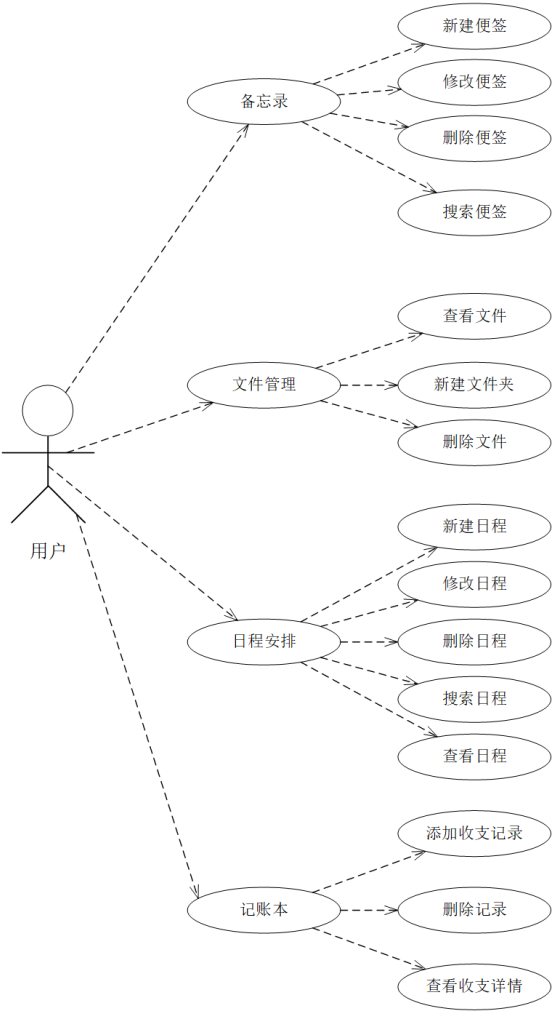 新建便签
修改便签
备忘录
删除便签
搜索便签
查看文件
文件管理
新建文件夹
删除文件
用户
新建日程
修改日程
日程安排
删除日程
搜索日程
查看日程
添加收支记录
记账本
删除记录
查看收支详情